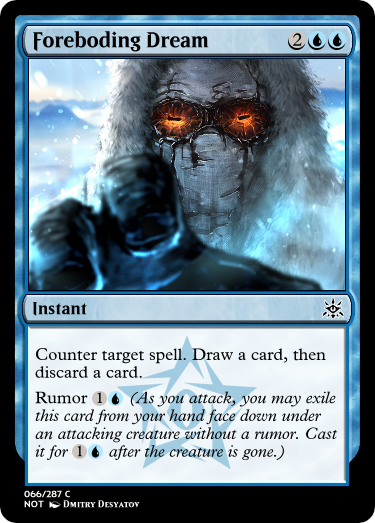 Foreboding Dream 2
Instant
Counter target spell. Draw a card, then
discard a card.
Rumor 1 (As you attack, you may exile
this card from your hand face down under
an attacking creature without a rumor. Cast
it for 1 after the creature is gone.)
066/287 C
NOT DMITRY DESYATOV